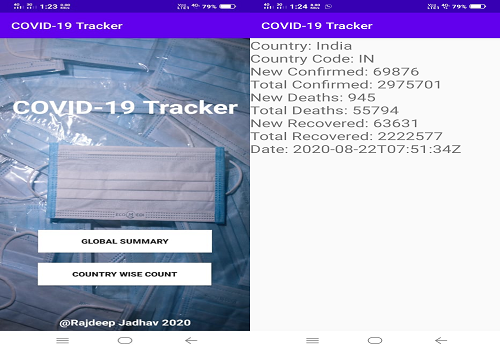 1:23
79%
COVID-19 Tracker
COVID-19 Tracker
GLOBAL SUMMARY
COUNTRY WISE COUNT
@Rajdeep Jadhav 2020
1:24
79%
COVID-19 Tracker
Country: India
Country Code: IN
New Confirmed: 69876
Total Confirmed: 2975701
New Deaths: 945
Total Deaths: 55794
New Recovered: 63631
Total Recovered: 2222577
Date: 2020-08-22T07:51:34Z